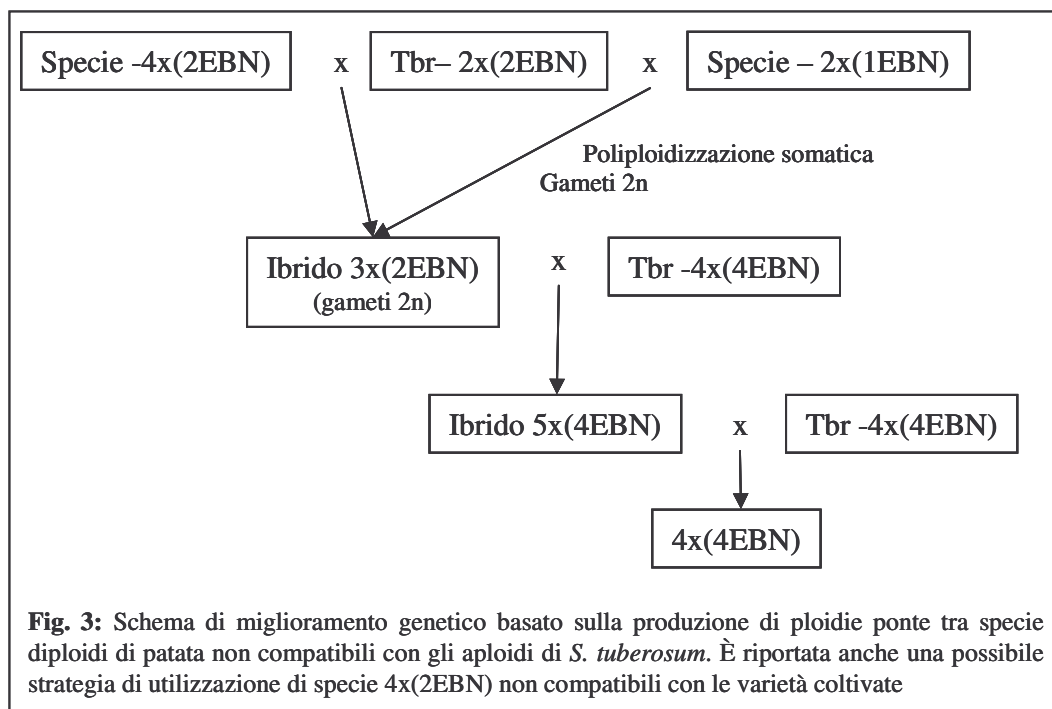 Specie -4x(2EBN) x Tbr– 2x(2EBN) x Specie – 2x(1EBN)
Poliploidizzazione somatica
Gameti 2n
Ibrido 3x(2EBN) x Tbr -4x(4EBN)
(gameti 2n)
Ibrido 5x(4EBN) x Tbr -4x(4EBN)
4x(4EBN)
Fig. 3: Schema di miglioramento genetico basato sulla produzione di ploidie ponte tra specie
diploidi di patata non compatibili con gli aploidi di S. tuberosum. È riportata anche una possibile
strategia di utilizzazione di specie 4x(2EBN) non compatibili con le varietà coltivate